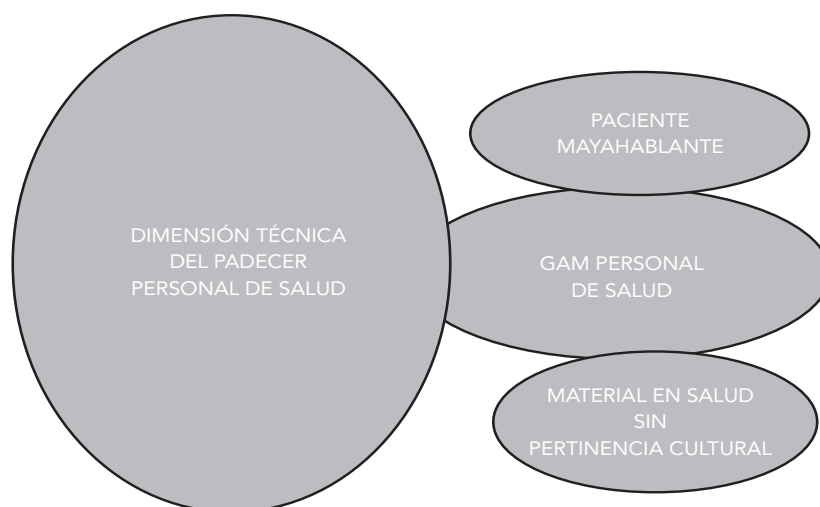 DIMENSIÓN TÉCNICA
DEL PADECER
PERSONAL DE SALUD
PACIENTE
MAYAHABLANTE
GAM PERSONAL
DE SALUD
MATERIAL EN SALUD
SIN
PERTINENCIA CULTURAL